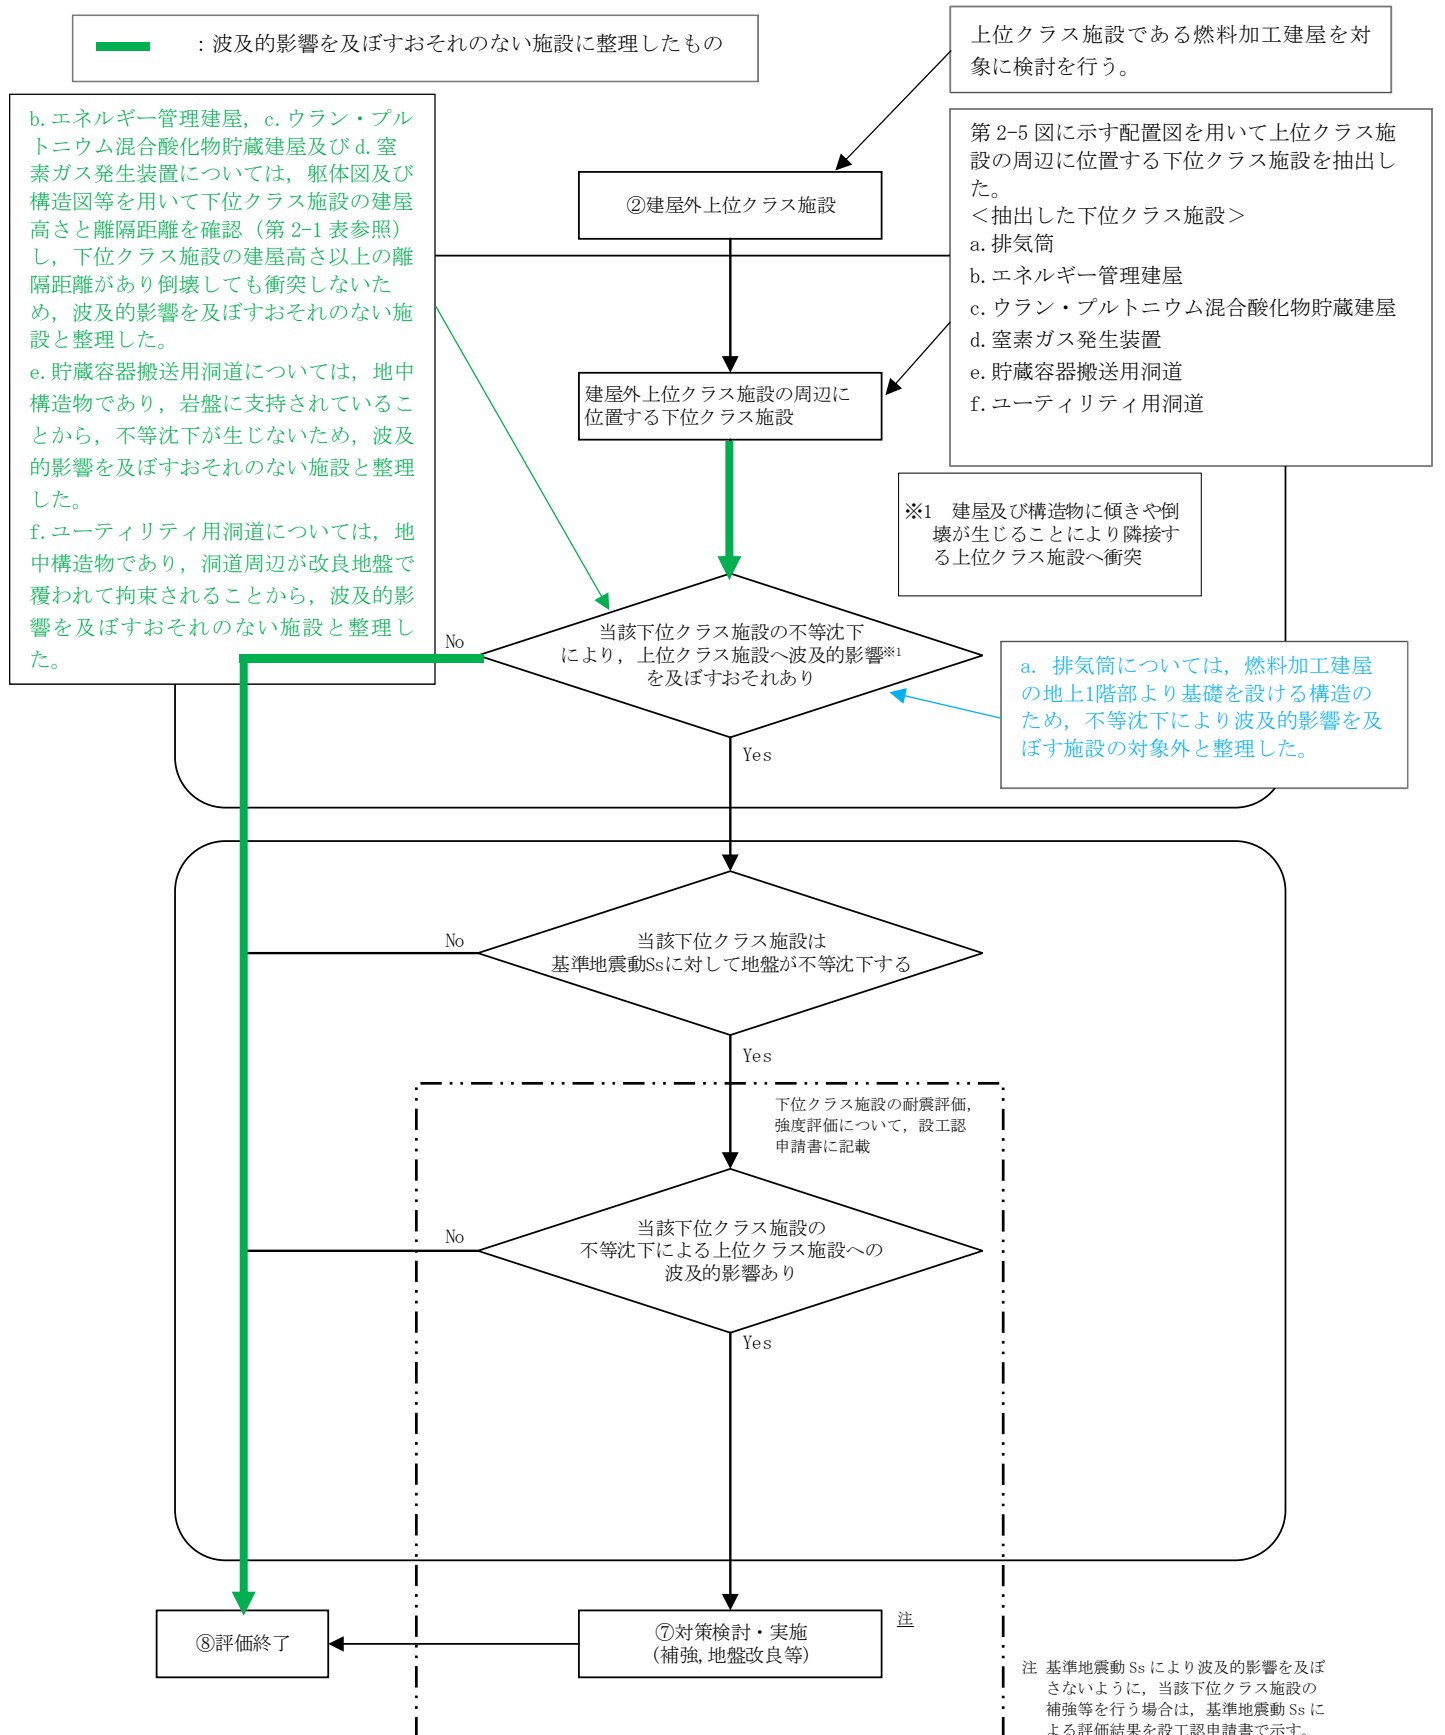 ：波及的影響を及ぼすおそれのない施設に整理したもの
上位クラス施設である燃料加工建屋を対
象に検討を行う。
b.エネルギー管理建屋，c.ウラン・プル
トニウム混合酸化物貯蔵建屋及び d.窒
素ガス発生装置については，躯体図及び
構造図等を用いて下位クラス施設の建屋
高さと離隔距離を確認（第 2-1 表参照）
し，下位クラス施設の建屋高さ以上の離
隔距離があり倒壊しても衝突しないた
め，波及的影響を及ぼすおそれのない施
設と整理した。
e.貯蔵容器搬送用洞道については，地中
構造物であり，岩盤に支持されているこ
とから，不等沈下が生じないため，波及
的影響を及ぼすおそれのない施設と整理
した。
f.ユーティリティ用洞道については，地
中構造物であり，洞道周辺が改良地盤で
覆われて拘束されることから，波及的影
響を及ぼすおそれのない施設と整理し
た。
第 2-5 図に示す配置図を用いて上位クラス施
設の周辺に位置する下位クラス施設を抽出し
た。
＜抽出した下位クラス施設＞
a.排気筒
b.エネルギー管理建屋
c.ウラン・プルトニウム混合酸化物貯蔵建屋
d.窒素ガス発生装置
e.貯蔵容器搬送用洞道
f.ユーティリティ用洞道
②建屋外上位クラス施設
建屋外上位クラス施設の周辺に
位置する下位クラス施設
※1　建屋及び構造物に傾きや倒
壊が生じることにより隣接す
る上位クラス施設へ衝突
当該下位クラス施設の不等沈下
により，上位クラス施設へ波及的影響※1
を及ぼすおそれあり
No
Yes
a. 排気筒については，燃料加工建屋
の地上1階部より基礎を設ける構造の
ため，不等沈下により波及的影響を及
ぼす施設の対象外と整理した。
No
当該下位クラス施設は
基準地震動Ssに対して地盤が不等沈下する
Yes
下位クラス施設の耐震評価，
強度評価について，設工認
申請書に記載
No
当該下位クラス施設の
不等沈下による上位クラス施設への
波及的影響あり
Yes
⑧評価終了
⑦対策検討・実施
（補強,地盤改良等）
注
注 基準地震動 Ss により波及的影響を及ぼ
さないように，当該下位クラス施設の
補強等を行う場合は，基準地震動 Ss に
よる評価結果を設工認申請書で示す。